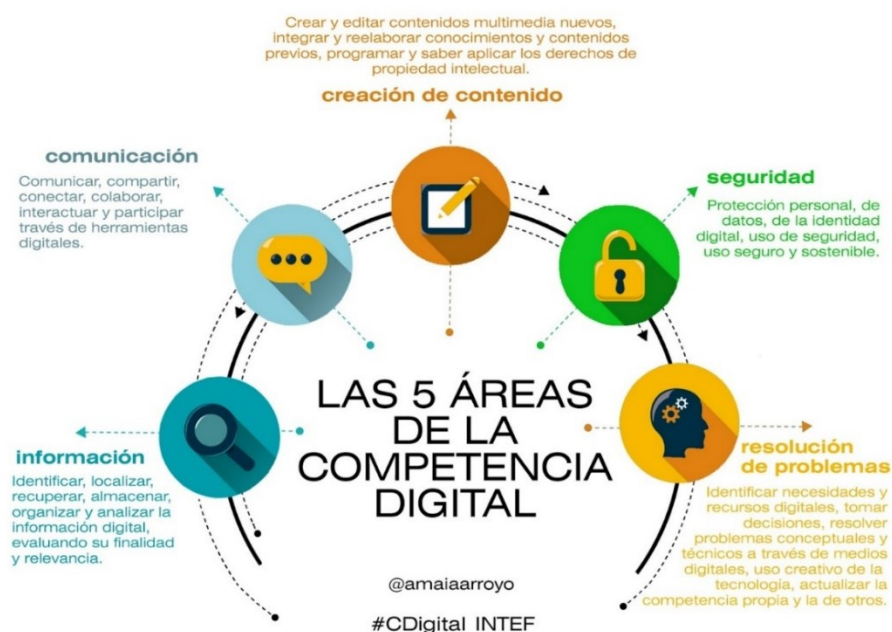 Crear y editar contenidos multimedia nuevos,
integrar y reelaborar conocimientos y contenidos
previos, programar y saber aplicar los derechos de
propiedad intelectual.
creación de contenido
comunicación
Comunicar, compartir,
conectar, colaborar,
interactuar y participar
través de herramientas
digitales.
seguridad
Protección personal, de
datos, de la identidad
digital, uso de seguridad,
uso seguro y sostenible.
información
Identificar, localizar,
recuperar, almacenar,
organizar y analizar la
información digital,
evaluando su finalidad
y relevancia.
LAS 5 ÁREAS
DE LA
COMPETENCIA
DIGITAL
resolución
de problemas
Identificar necesidades y
recursos digitales, tomar
decisiones, resolver
problemas conceptuales y
técnicos a través de medios
digitales, uso creativo de la
tecnología, actualizar la
competencia propia y la de otros.
@amaiaarroyo
#CDigital_INTEF